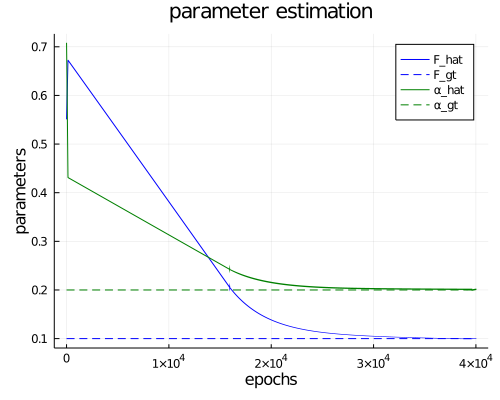 parameter estimation
F_hat
F_gt
α_hat
α_gt
parameters
0.7
0.6
0.5
0.4
0.3
0.2
0.1
0 1×10⁴ 2×10⁴ 3×10⁴ 4×10⁴
epochs